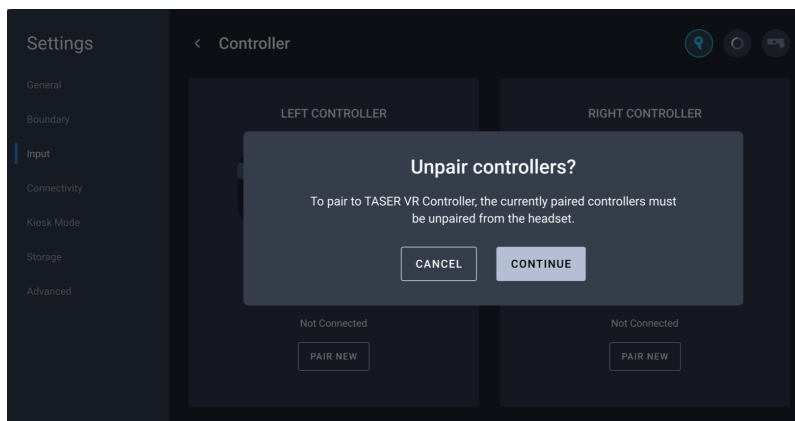 Settings
Controller
General
Boundary
Input
Connectivity
Kiosk Mode
Storage
Advanced
LEFT CONTROLLER
RIGHT CONTROLLER
Unpair controllers?
To pair to TASER VR Controller, the currently paired controllers must
be unpaired from the headset.
CANCEL
CONTINUE
Not Connected
PAIR NEW
Not Connected
PAIR NEW